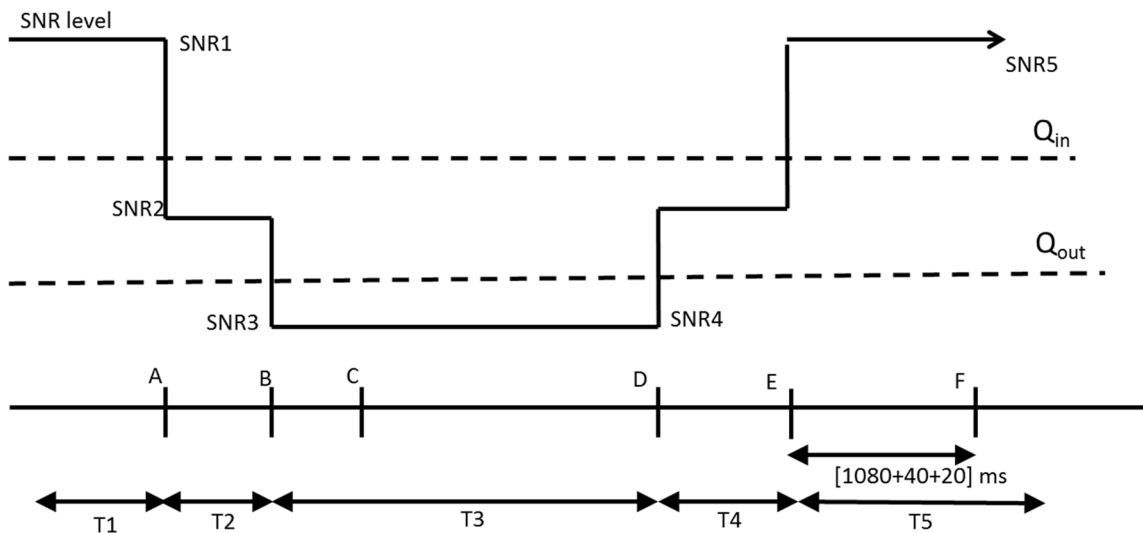 SNR level
SNR1
SNR5
Qin
SNR2
Qout
SNR3
SNR4
A B C D E F
[1080+40+20] ms
T1 T2 T3 T4 T5